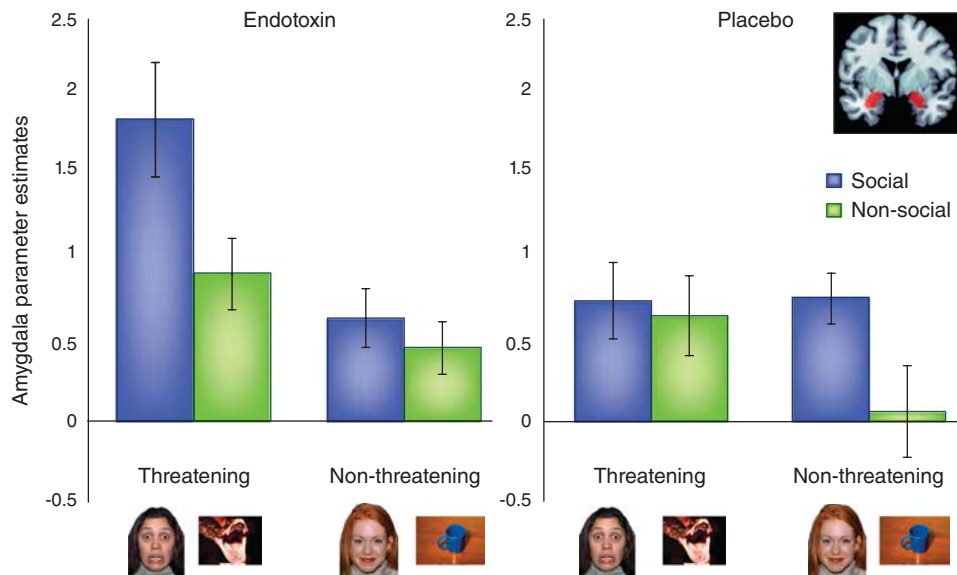 Endotoxin
Placebo
Amygdala parameter estimates
2.5
2
1.5
1
0.5
0
-0.5
Threatening
Non-threatening
2.5
2
1.5
1
0.5
0
-0.5
Threatening
Non-threatening
Social
Non-social